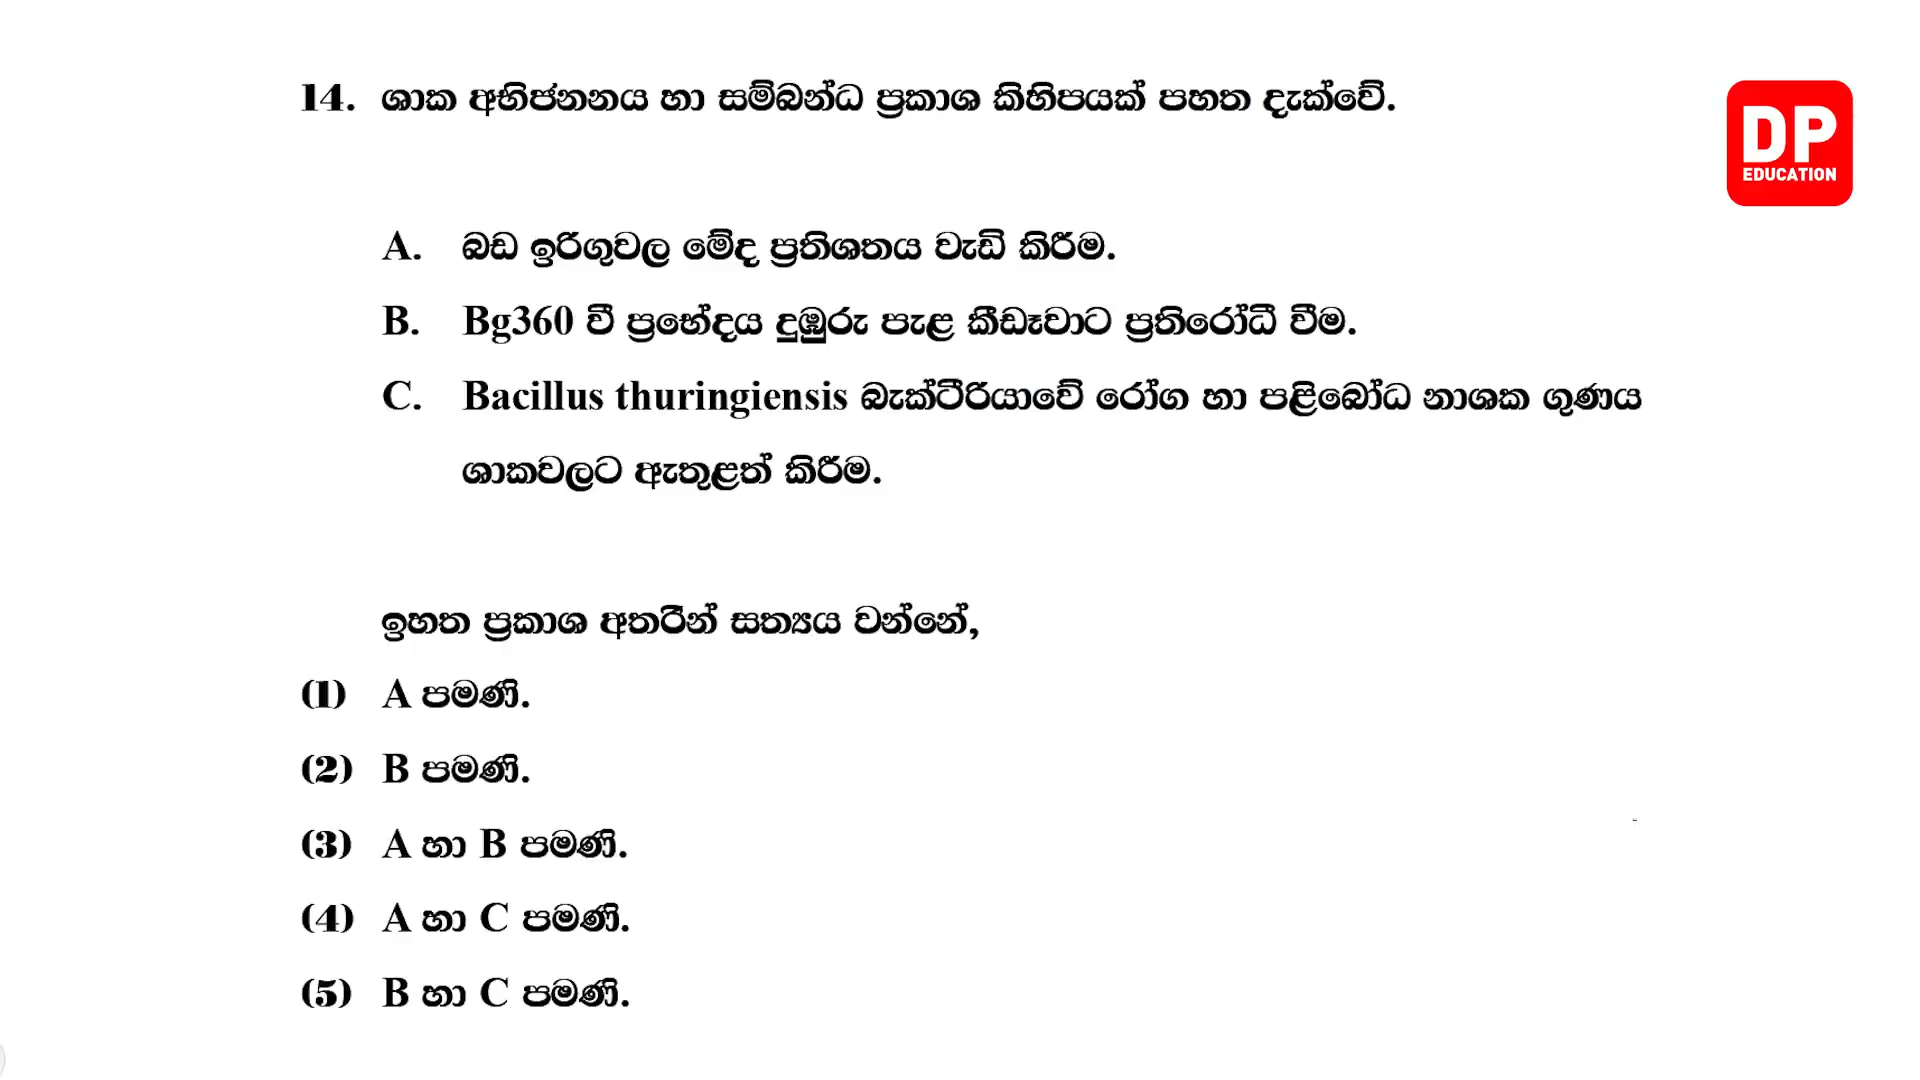 14. ශාක අභිජනනය හා සම්බන්ධ ප්‍රකාශ කිහිපයක් පහත දැක්වේ.
DP
EDUCATION
A. බඩ ඉරිගුවල මේද ප්‍රතිශතය වැඩි කිරීම.
B. Bg360 වී ප්‍රභේදය දුඹුරු පැළ කීඩෑවාට ප්‍රතිරෝධී වීම.
C. Bacillus thuringiensis බැක්ටීරියාවේ රෝග හා පළිබෝධ නාශක ගුණය
ශාකවලට ඇතුළත් කිරීම.
ඉහත ප්‍රකාශ අතරීන් සත්‍යය වන්නේ,
(1) A පමණි.
(2) B පමණි.
(3) A හා B පමණි.
(4) A හා C පමණි.
(5) B හා C පමණි.